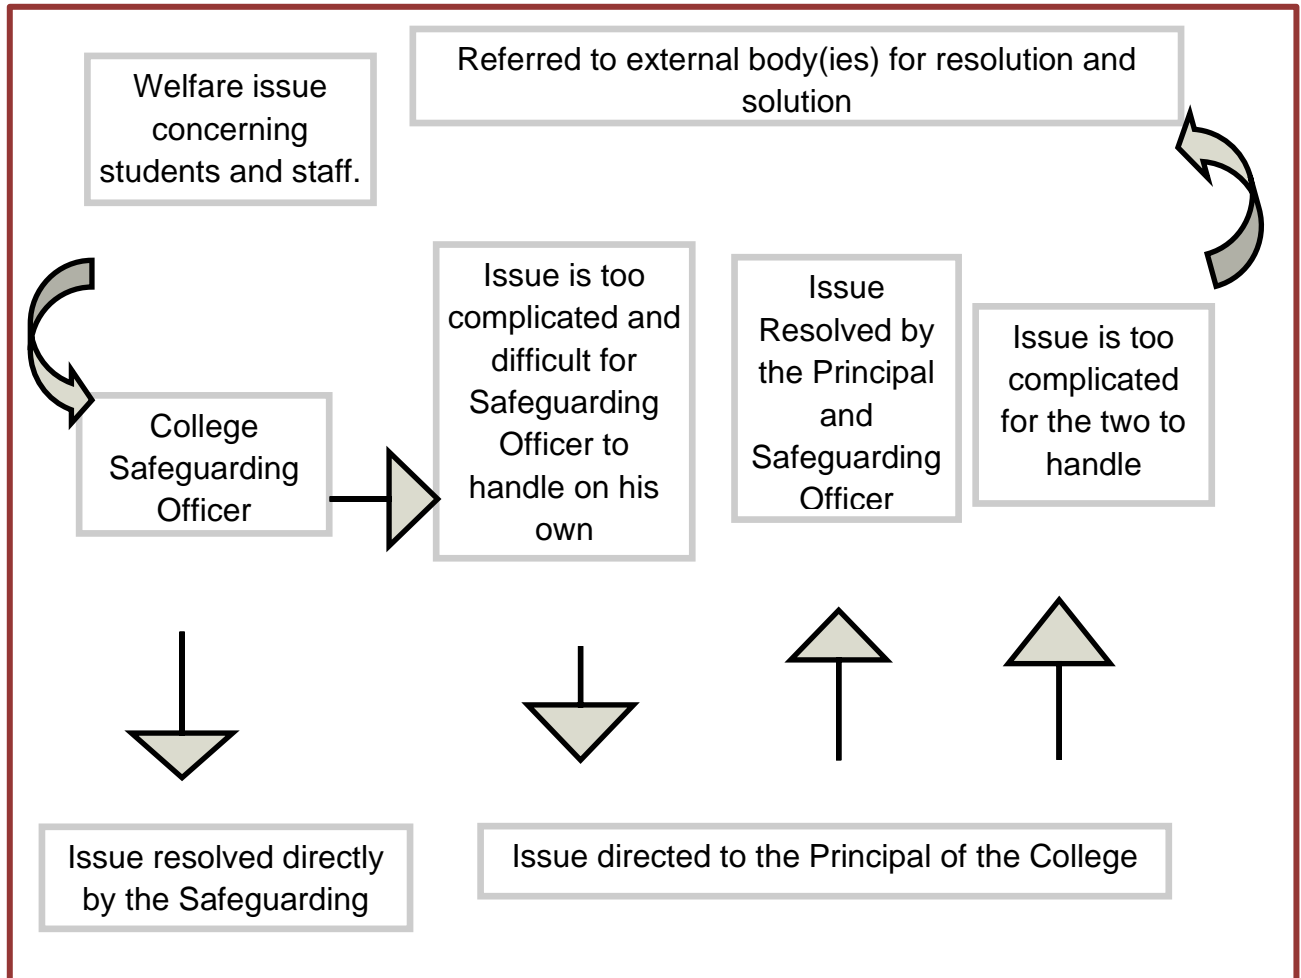 Welfare issue
concerning
students and staff.
Referred to external body(ies) for resolution and
solution
College
Safeguarding
Officer
Issue is too
complicated and
difficult for
Safeguarding
Officer to
handle on his
own
Issue
Resolved by
the Principal
and
Safeguarding
Officer
Issue is too
complicated
for the two to
handle
Issue resolved directly
by the Safeguarding
Issue directed to the Principal of the College